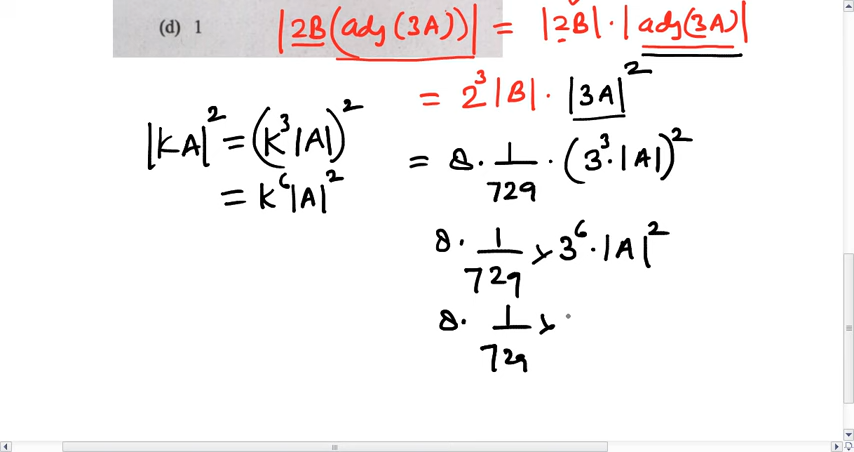 (d) 1 |2B(adj(3A))| = |2B|·|adj(3A)|
= 2³|B|·|3A|²
|KA|² = (K³|A|)² = 8·1/729·(3³·|A|)²
= K⁶|A|²
8·1/729×3⁶·|A|²
8·1/729×